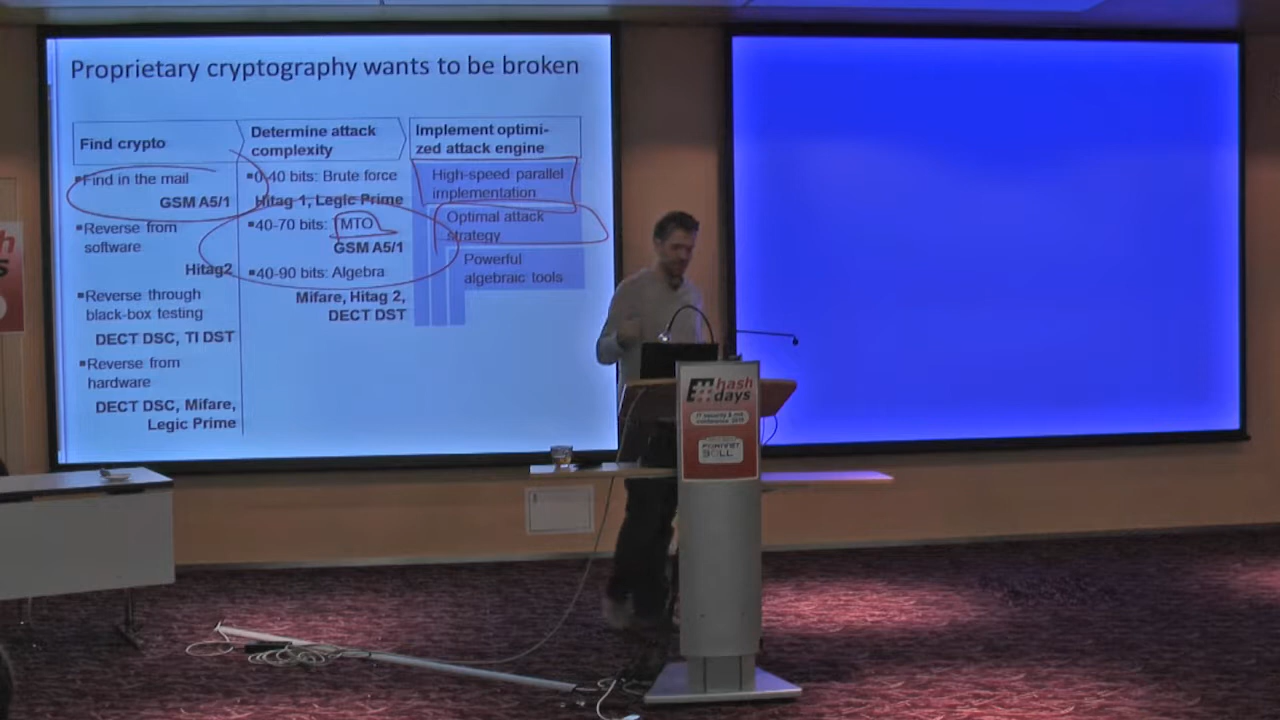 Proprietary cryptography wants to be broken
Find crypto
▪Find in the mail
GSM A5/1
▪Reverse from
software
Hitag2
▪Reverse through
black-box testing
DECT DSC, TI DST
▪Reverse from
hardware
DECT DSC, Mifare,
Legic Prime
Determine attack
complexity
▪0-40 bits: Brute force
Hitag 1, Legic Prime
▪40-70 bits: MTO
GSM A5/1
▪40-90 bits: Algebra
Mifare, Hitag 2,
DECT DST
Implement optimi-
zed attack engine
High-speed parallel
implementation
Optimal attack
strategy
Powerful
algebraic tools
#hash
days